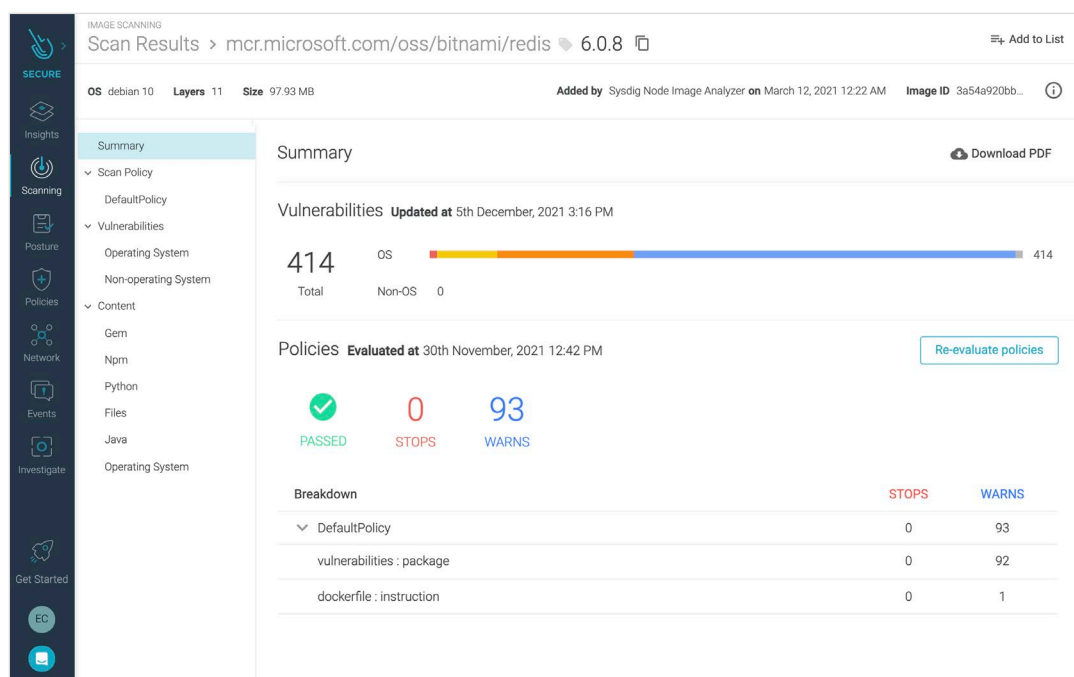 IMAGE SCANNING
Scan Results > mcr.microsoft.com/oss/bitnami/redis 6.0.8
Add to List
SECURE
OS debian 10 Layers 11 Size 97.93 MB
Added by Sysdig Node Image Analyzer on March 12, 2021 12:22 AM Image ID 3a54a920bb...
Insights
Scanning
Posture
Policies
Network
Events
Investigate
Get Started
EC
Summary
Scan Policy
DefaultPolicy
Vulnerabilities
Operating System
Non-operating System
Content
Gem
Npm
Python
Files
Java
Operating System
Summary
Download PDF
Vulnerabilities Updated at 5th December, 2021 3:16 PM
414
Total
OS 414
Non-OS 0
Policies Evaluated at 30th November, 2021 12:42 PM
Re-evaluate policies
0 93
PASSED STOPS WARNS
Breakdown STOPS WARNS
DefaultPolicy 0 93
vulnerabilities : package 0 92
dockerfile : instruction 0 1